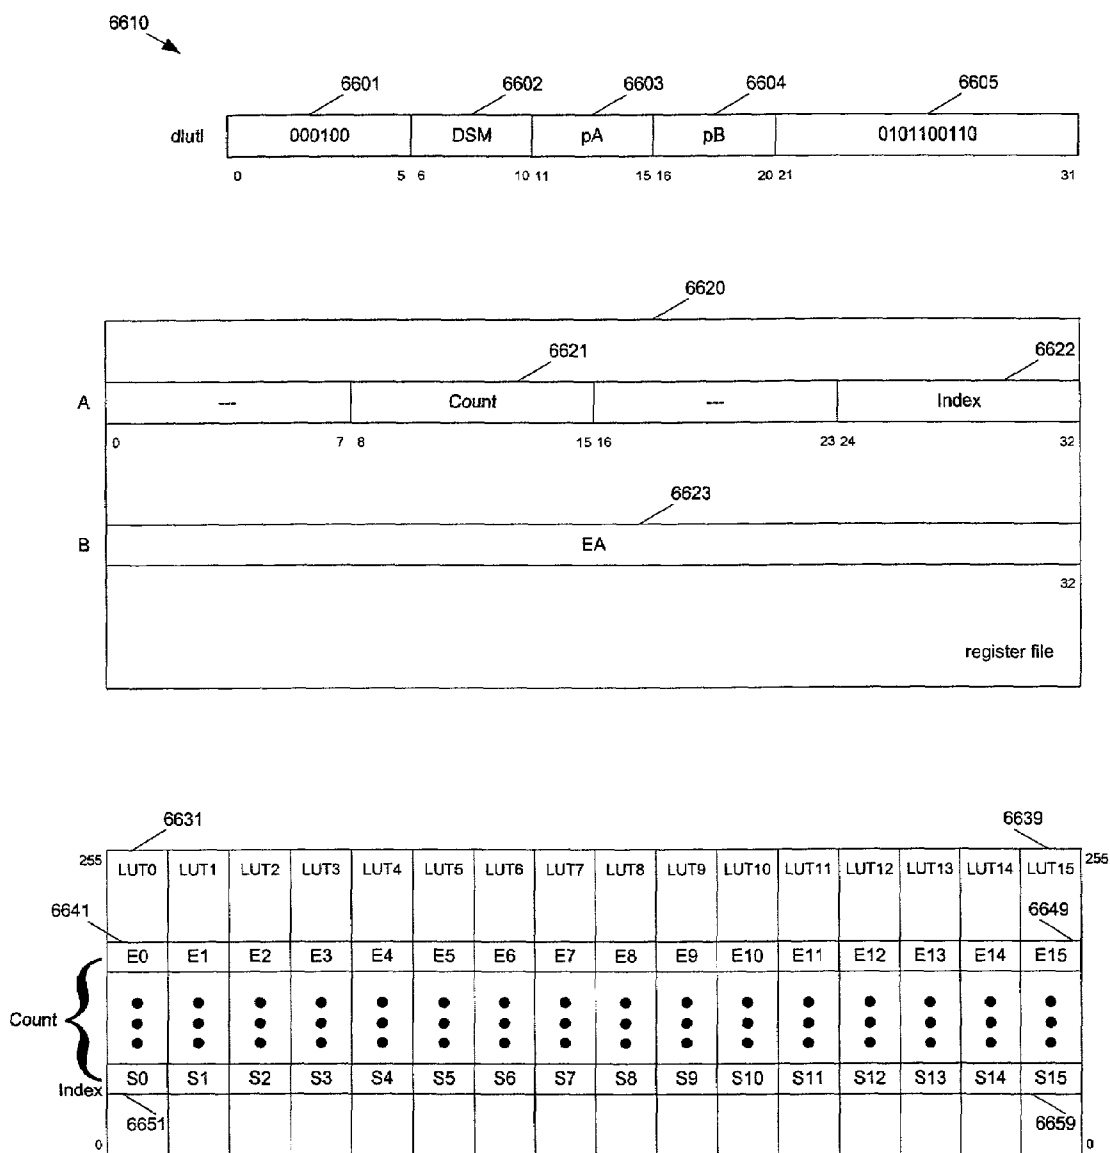 6610
6601 6602 6603 6604 6605
dlutl 000100 DSM pA pB 0101100110
0 5 6 10 11 15 16 20 21 31
6620
6621 6622
A --- Count --- Index
0 7 8 15 16 23 24 32
6623
B EA
32
register file
6631 6639
255 LUT0 LUT1 LUT2 LUT3 LUT4 LUT5 LUT6 LUT7 LUT8 LUT9 LUT10 LUT11 LUT12 LUT13 LUT14 LUT15 255
6641 6649
E0 E1 E2 E3 E4 E5 E6 E7 E8 E9 E10 E11 E12 E13 E14 E15
Count
Index S0 S1 S2 S3 S4 S5 S6 S7 S8 S9 S10 S11 S12 S13 S14 S15
6651 6659
0 0